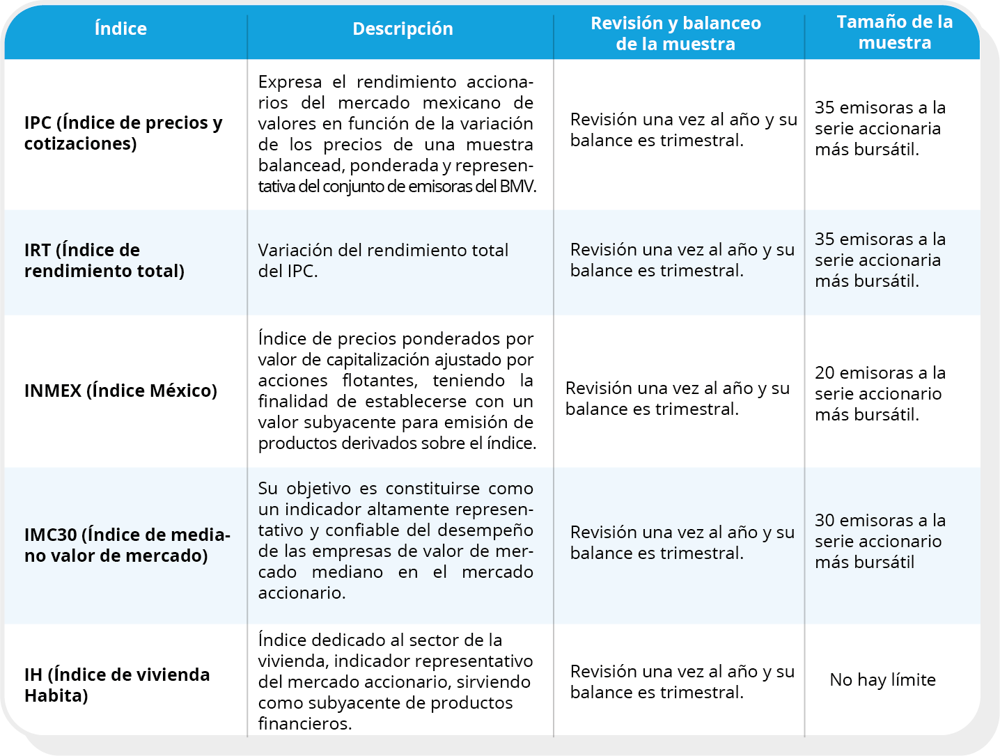 Índice
Descripción
Revisión y balanceo
de la muestra
Tamaño de la
muestra
IPC (Índice de precios y
cotizaciones)
Expresa el rendimiento acciona-
rios del mercado mexicano de
valores en función de la variación
de los precios de una muestra
balancead, ponderada y represen-
tativa del conjunto de emisoras del BMV.
Revisión una vez al año y su
balance es trimestral.
35 emisoras a la
serie accionaria
más bursátil.
IRT (Índice de
rendimiento total)
Variación del rendimiento total
del IPC.
Revisión una vez al año y su
balance es trimestral.
35 emisoras a la
serie accionaria
más bursátil.
INMEX (Índice México)
Índice de precios ponderados por
valor de capitalización ajustado por
acciones flotantes, teniendo la
finalidad de establecerse con un
valor subyacente para emisión de
productos derivados sobre el índice.
Revisión una vez al año y su
balance es trimestral.
20 emisoras a la
serie accionario
más bursátil.
IMC30 (Índice de media-
no valor de mercado)
Su objetivo es constituirse como
un indicador altamente represen-
tativo y confiable del desempeño
de las empresas de valor de mer-
cado mediano en el mercado
accionario.
Revisión una vez al año y su
balance es trimestral.
30 emisoras a la
serie accionario
más bursátil
IH (Índice de vivienda
Habita)
Índice dedicado al sector de la
vivienda, indicador representativo
del mercado accionario, sirviendo
como subyacente de productos
financieros.
Revisión una vez al año y su
balance es trimestral.
No hay límite